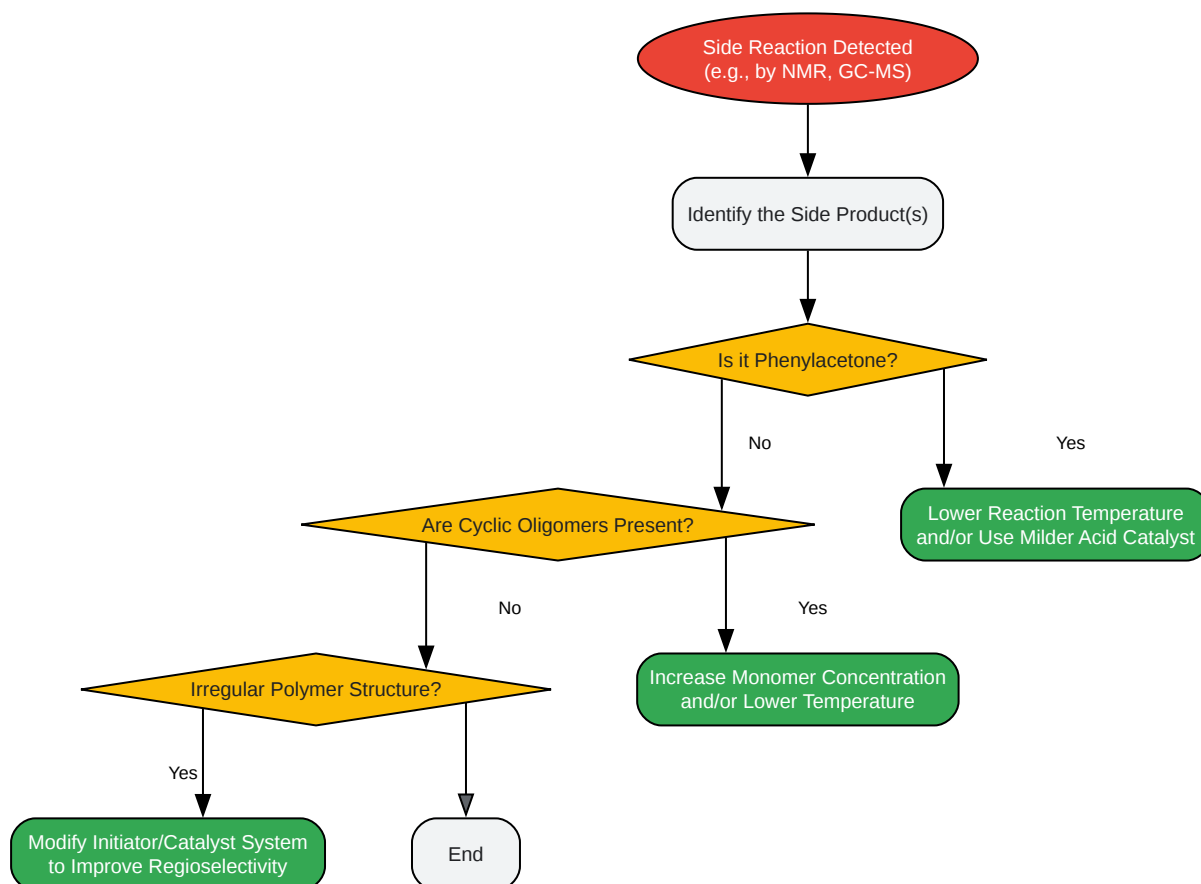 Side Reaction Detected
(e.g., by NMR, GC-MS)
Identify the Side Product(s)
Is it Phenylacetone?
No
Yes
Lower Reaction Temperature
and/or Use Milder Acid Catalyst
Are Cyclic Oligomers Present?
No
Yes
Increase Monomer Concentration
and/or Lower Temperature
Irregular Polymer Structure?
Yes
Modify Initiator/Catalyst System
to Improve Regioselectivity
End